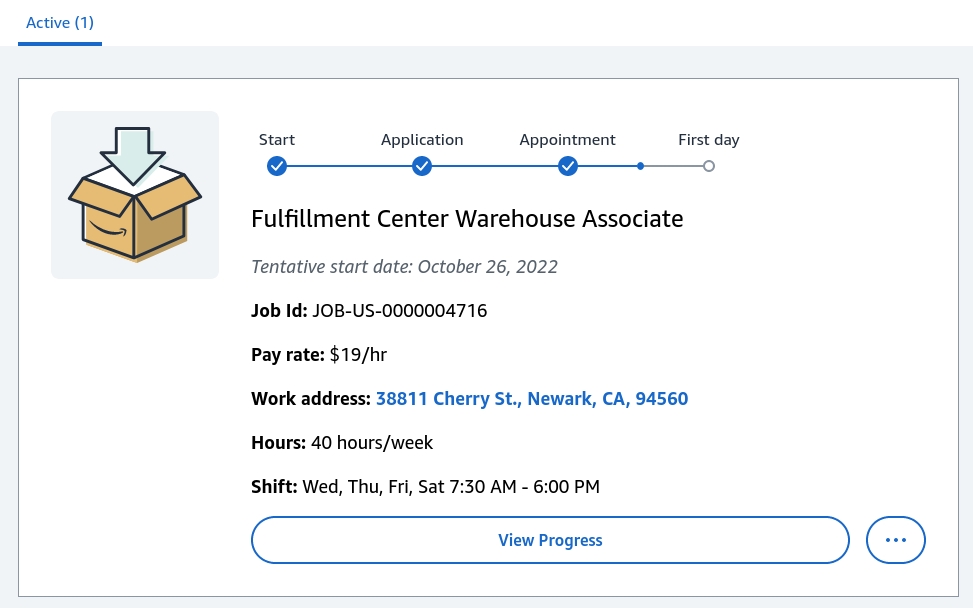 Active (1)
Start Application Appointment First day
Fulfillment Center Warehouse Associate
Tentative start date: October 26, 2022
Job Id: JOB-US-0000004716
Pay rate: $19/hr
Work address: 38811 Cherry St., Newark, CA, 94560
Hours: 40 hours/week
Shift: Wed, Thu, Fri, Sat 7:30 AM - 6:00 PM
View Progress